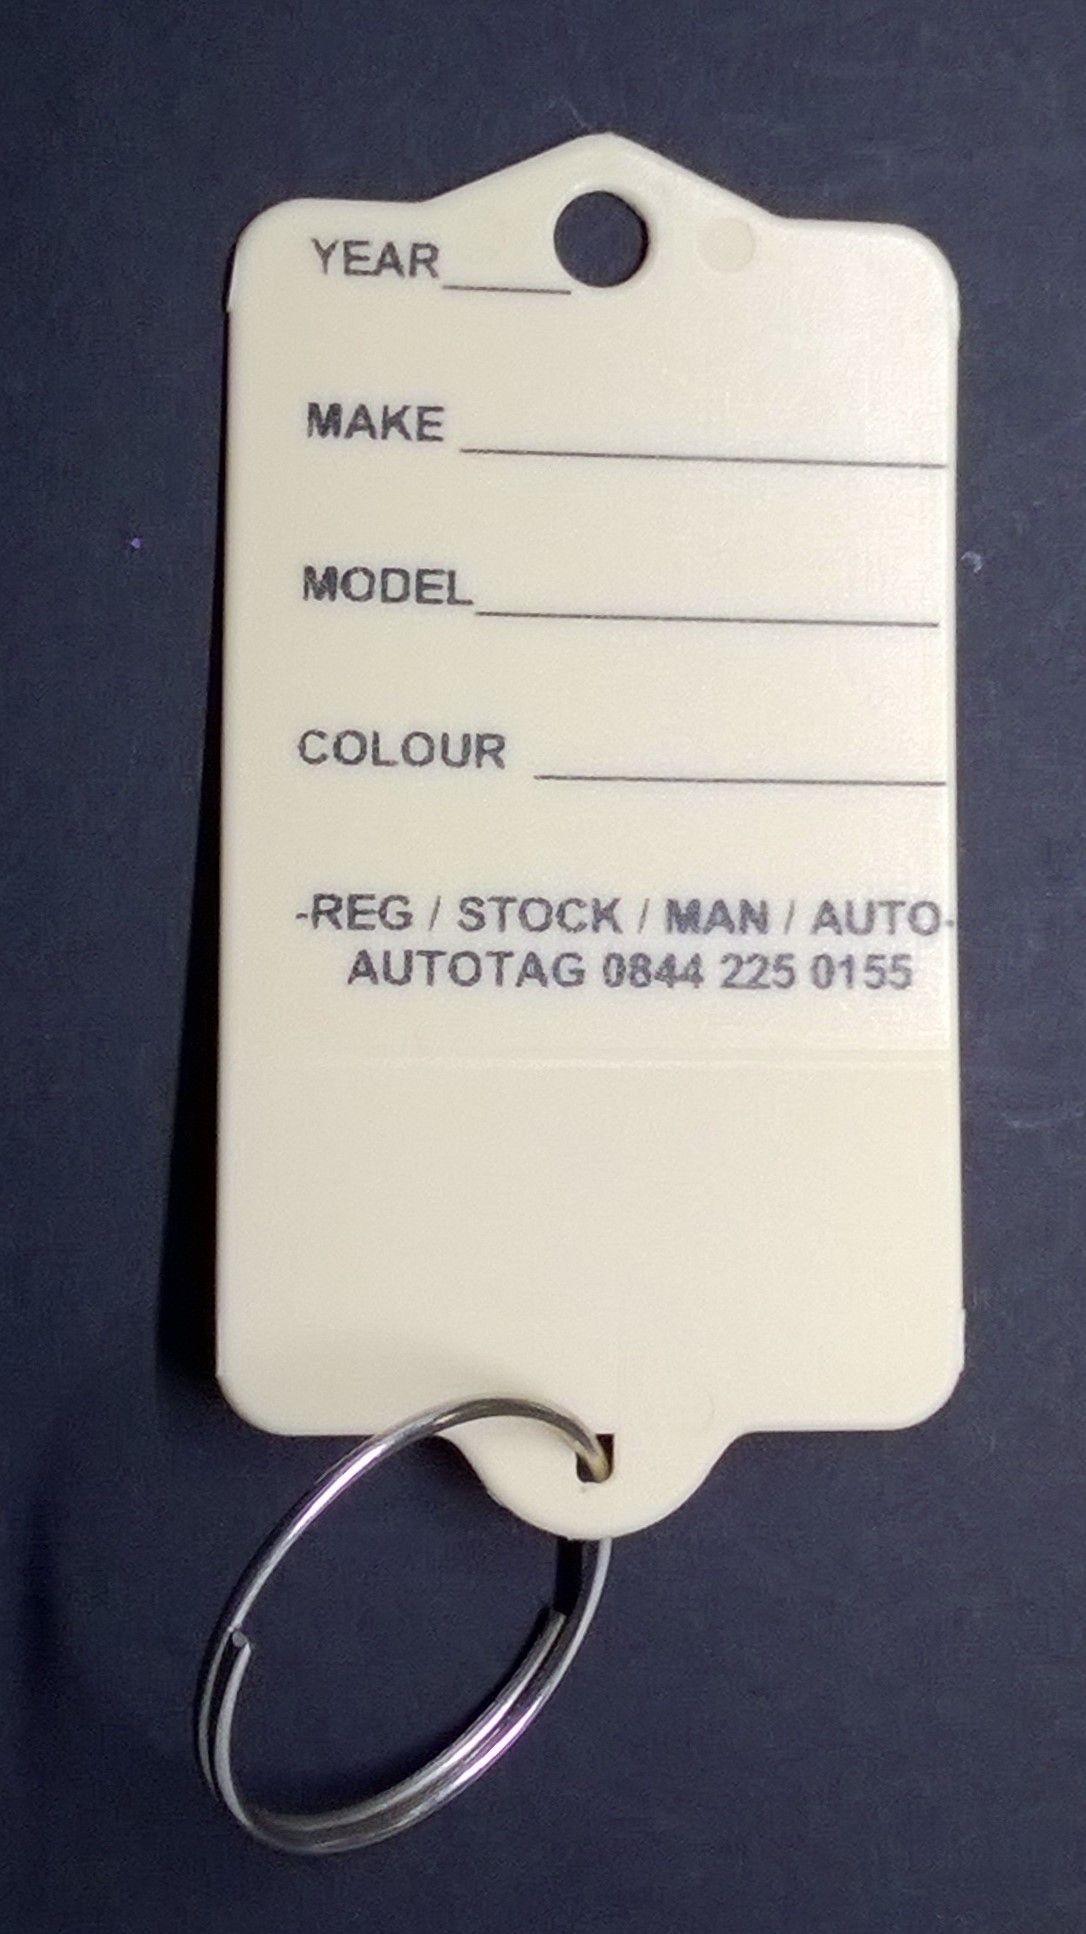 YEAR
MAKE
MODEL
COLOUR
-REG / STOCK / MAN / AUTO-
AUTOTAG 0844 225 0155